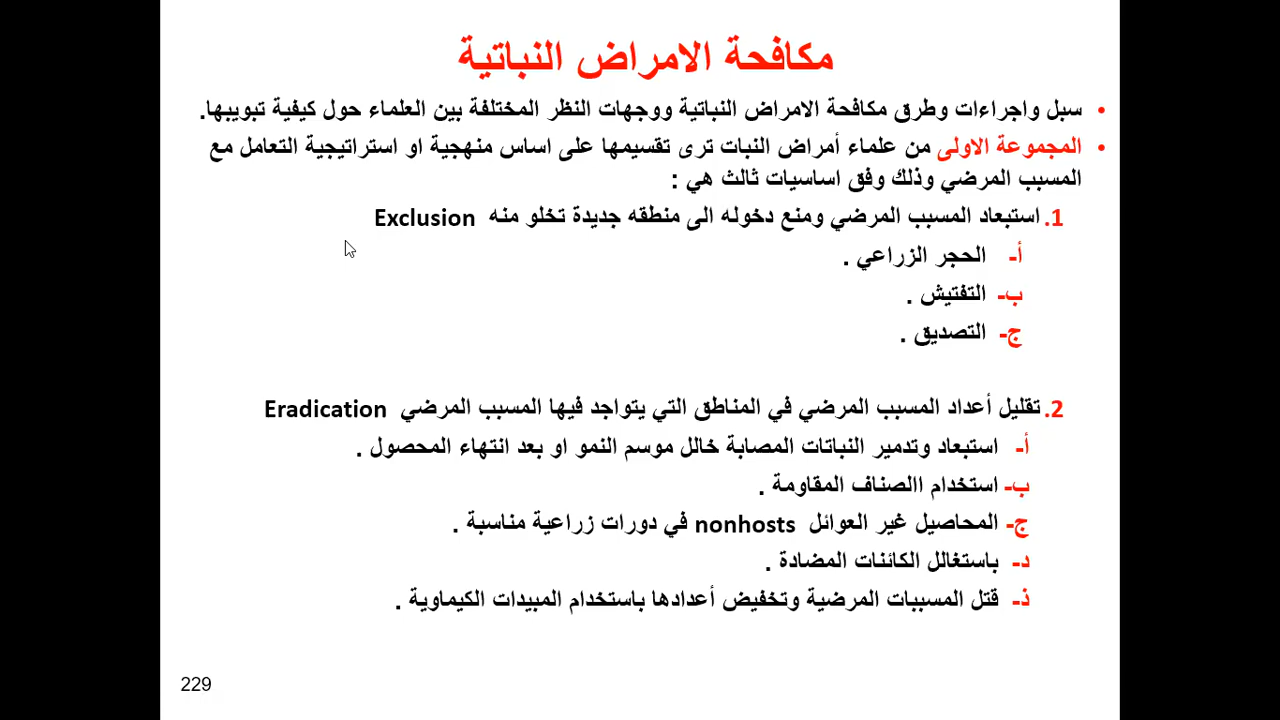 مكافحة الامراض النباتية
• سبل واجراءات وطرق مكافحة الامراض النباتية ووجهات النظر المختلفة بين العلماء حول كيفية تبويبها.
• المجموعة الاولى من علماء أمراض النبات ترى تقسيمها على اساس منهجية او استراتيجية التعامل مع
المسبب المرضي وذلك وفق اساسيات ثالث هي :
1. استبعاد المسبب المرضي ومنع دخوله الى منطقه جديدة تخلو منه Exclusion
أ- الحجر الزراعي .
ب- التفتيش .
ج- التصديق .
2. تقليل أعداد المسبب المرضي في المناطق التي يتواجد فيها المسبب المرضي Eradication
أ- استبعاد وتدمير النباتات المصابة خالل موسم النمو او بعد انتهاء المحصول .
ب- استخدام االصناف المقاومة .
ج- المحاصيل غير العوائل nonhosts في دورات زراعية مناسبة .
د- باستغالل الكائنات المضادة .
ذ- قتل المسببات المرضية وتخفيض أعدادها باستخدام المبيدات الكيماوية .
229